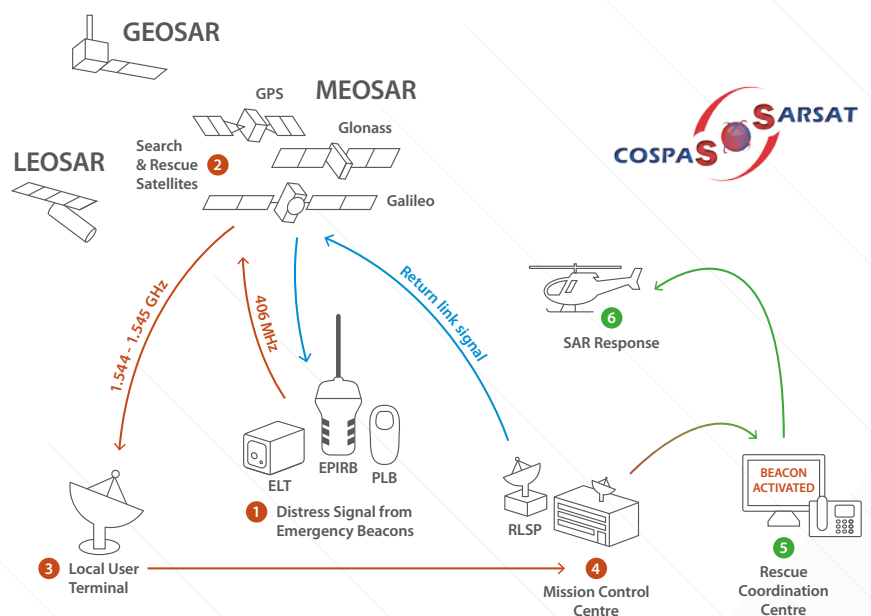 GEOSAR
GPS
MEOSAR
Glonass
Search
& Rescue
Satellites
2
LEOSAR
Galileo
COSPAS SARSAT
1.544 - 1.545 GHz
406 MHz
Return link signal
6
SAR Response
ELT
EPIRB
PLB
RLSP
BEACON
ACTIVATED
1 Distress Signal from
Emergency Beacons
3 Local User
Terminal
4
Mission Control
Centre
5
Rescue
Coordination
Centre